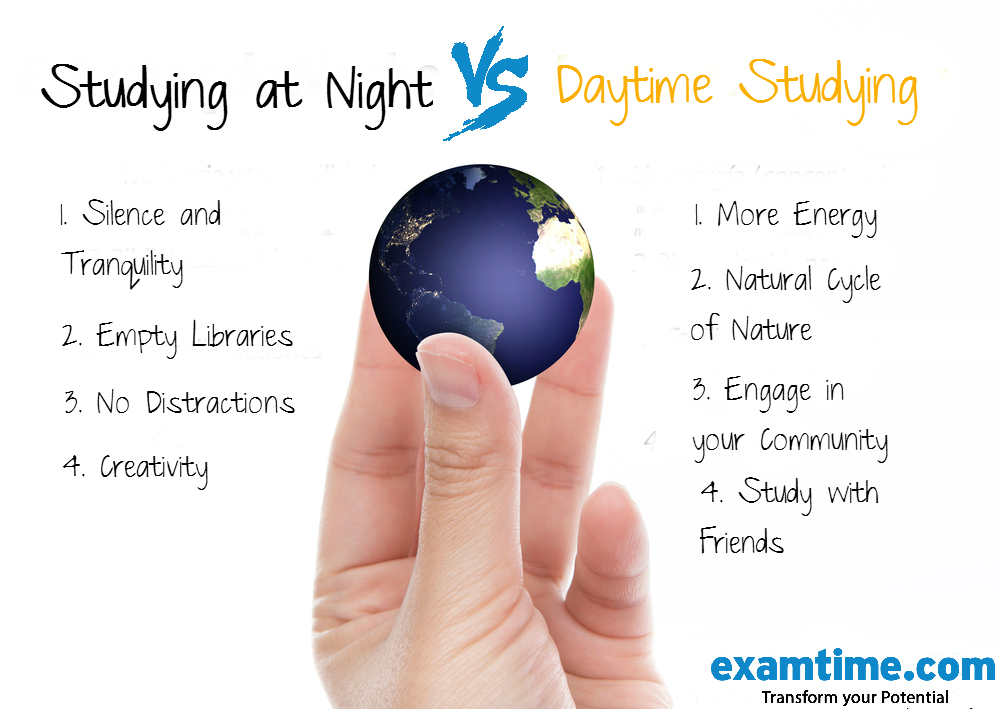 Studying at Night VS Daytime Studying
1. Silence and
Tranquility
2. Empty Libraries
3. No Distractions
4. Creativity
1. More Energy
2. Natural Cycle
of Nature
3. Engage in
your Community
4. Study with
Friends
examtime.com
Transform your Potential